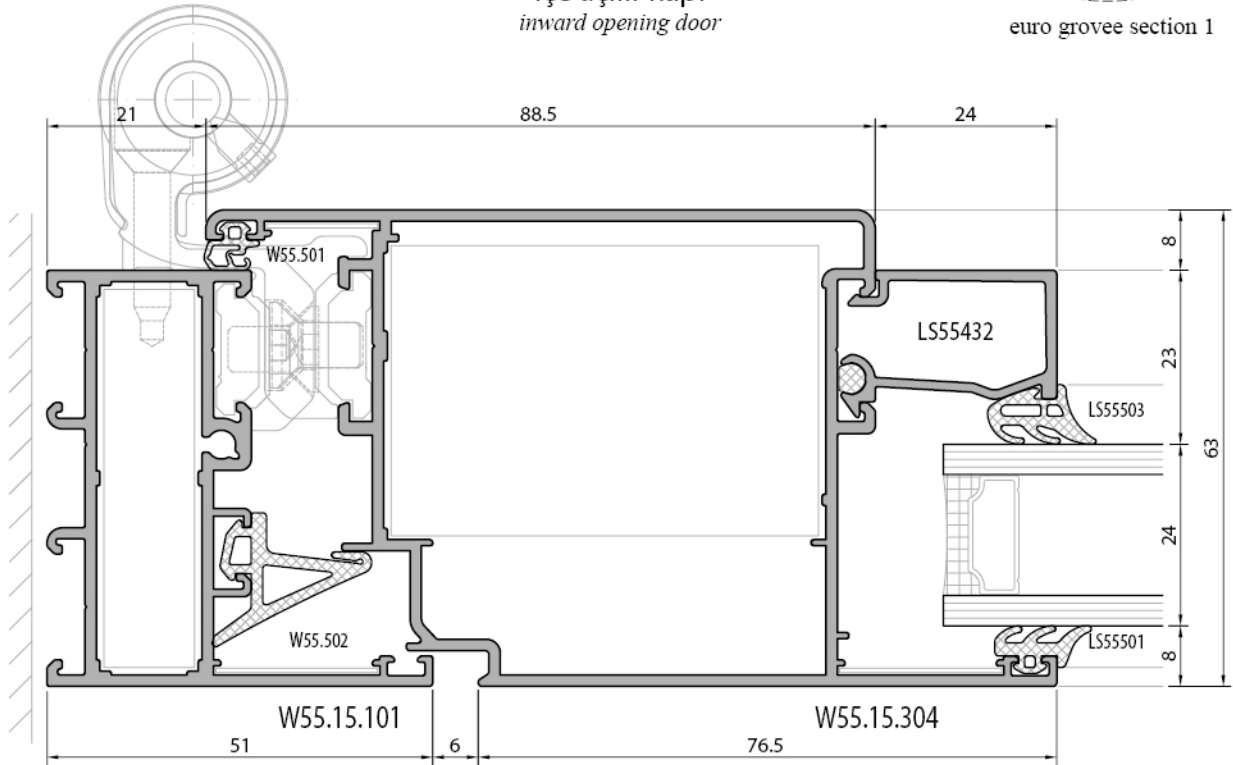 inward opening door
euro grovee section 1
21
88.5
24
W55.501
8
LS55432
23
LS55503
63
24
W55.502
LS55501
8
W55.15.101
W55.15.304
51
6
76.5